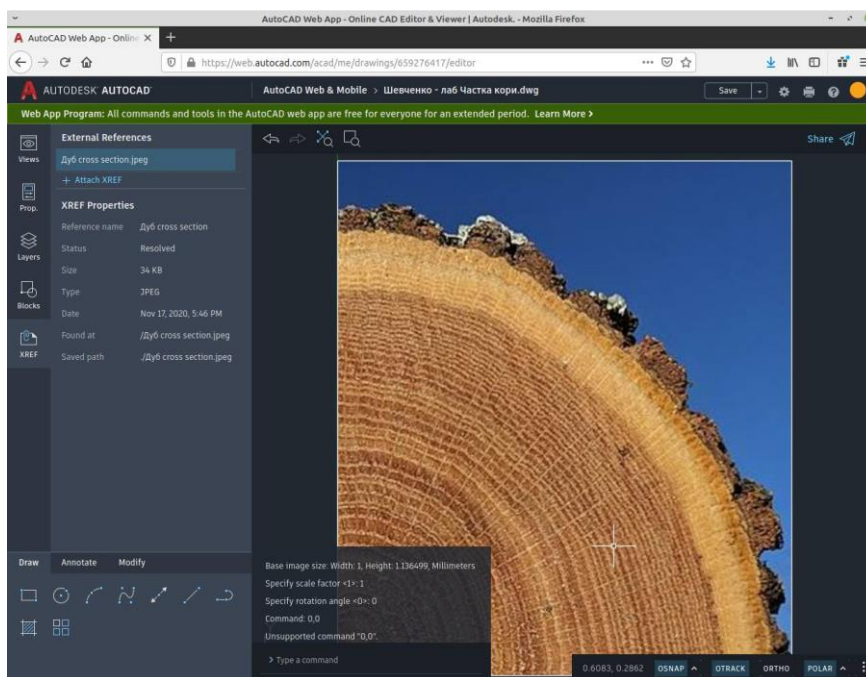 AutoCAD Web App - Online CAD Editor & Viewer | Autodesk. - Mozilla Firefox
AutoCAD Web App - Online
https://web.autocad.com/acad/me/drawings/659276417/editor
AUTODESK® AUTOCAD®
AutoCAD Web & Mobile > Шевченко - лаб Частка кори.dwg
Save
Web App Program: All commands and tools in the AutoCAD web app are free for everyone for an extended period. Learn More >
Views
Prop.
Layers
Blocks
XREF
External References
Дуб cross section.jpeg
+ Attach XREF
XREF Properties
Reference name Дуб cross section
Status Resolved
Size 34 KB
Type JPEG
Date Nov 17, 2020, 5:46 PM
Found at /Дуб cross section.jpeg
Saved path ./Дуб cross section.jpeg
Share
Draw Annotate Modify
Base image size: Width: 1, Height: 1.136499, Millimeters
Specify scale factor <1>: 1
Specify rotation angle <0>: 0
Command: 0,0
Unsupported command "0,0".
> Type a command
0.6083, 0.2862 OSNAP OTRACK ORTHO POLAR